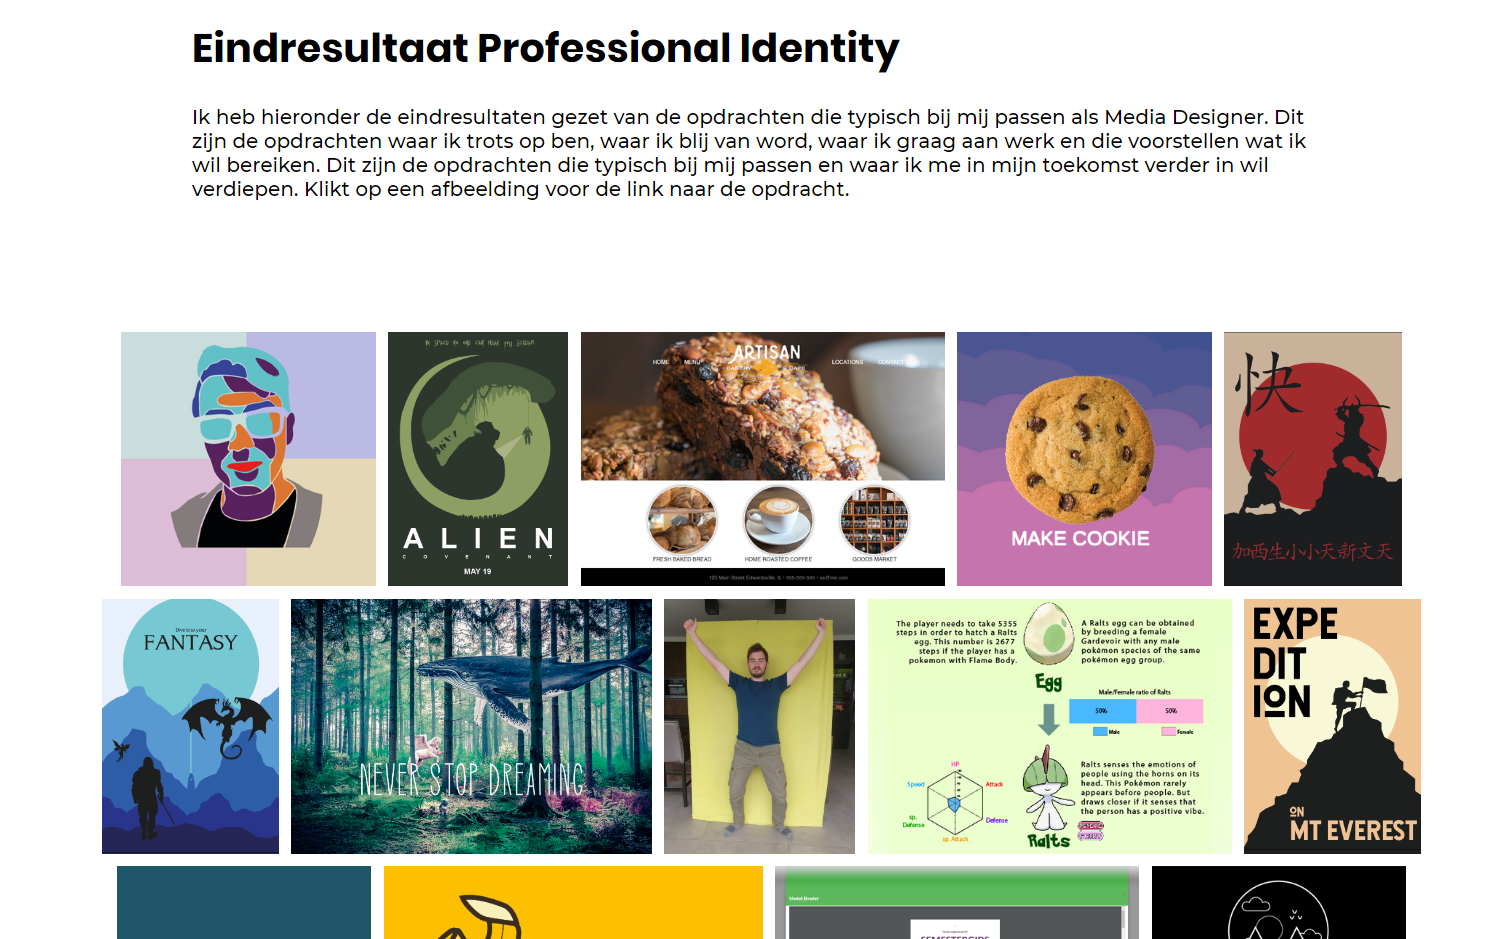 Eindresultaat Professional Identity
Ik heb hieronder de eindresultaten gezet van de opdrachten die typisch bij mij passen als Media Designer. Dit
zijn de opdrachten waar ik trots op ben, waar ik blij van word, waar ik graag aan werk en die voorstellen wat ik
wil bereiken. Dit zijn de opdrachten die typisch bij mij passen en waar ik me in mijn toekomst verder in wil
verdiepen. Klikt op een afbeelding voor de link naar de opdracht.
IN SPACE NO ONE CAN HEAR YOU SCREAM
ALIEN
COVENANT
MAY 19
ARTISAN
HOME MENU LOCATIONS CONTACT
FRESH BAKED BREAD HOME ROASTED COFFEE GOODS MARKET
MAKE COOKIE
快
加西生小小天新文天
Dive into your
FANTASY
NEVER STOP DREAMING
The player needs to take 5355
steps in order to hatch a Ralts
egg. This number is 2677
steps if the player has a
pokemon with Flame Body.
A Ralts egg can be obtained
by breeding a female
Gardevoir with any male
pokémon species of the same
pokémon egg group.
Egg
Male/Female ratio of Ralts
50% 50%
Male Female
HP
Speed Attack
sp.
Defense
Defense
sp. Attack
Ralts senses the emotions of
people using the horns on its
head. This Pokémon rarely
appears before people. But
draws closer if it senses that
the person has a positive vibe.
Ralts
EXPE
DIT
ION
ON
MT EVEREST
Modal Header